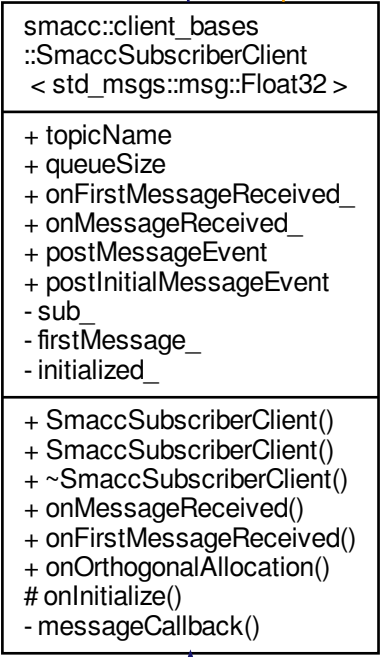 smacc::client_bases
::SmaccSubscriberClient
< std_msgs::msg::Float32 >
+ topicName
+ queueSize
+ onFirstMessageReceived_
+ onMessageReceived_
+ postMessageEvent
+ postInitialMessageEvent
- sub_
- firstMessage_
- initialized_
+ SmaccSubscriberClient()
+ SmaccSubscriberClient()
+ ~SmaccSubscriberClient()
+ onMessageReceived()
+ onFirstMessageReceived()
+ onOrthogonalAllocation()
# onInitialize()
- messageCallback()